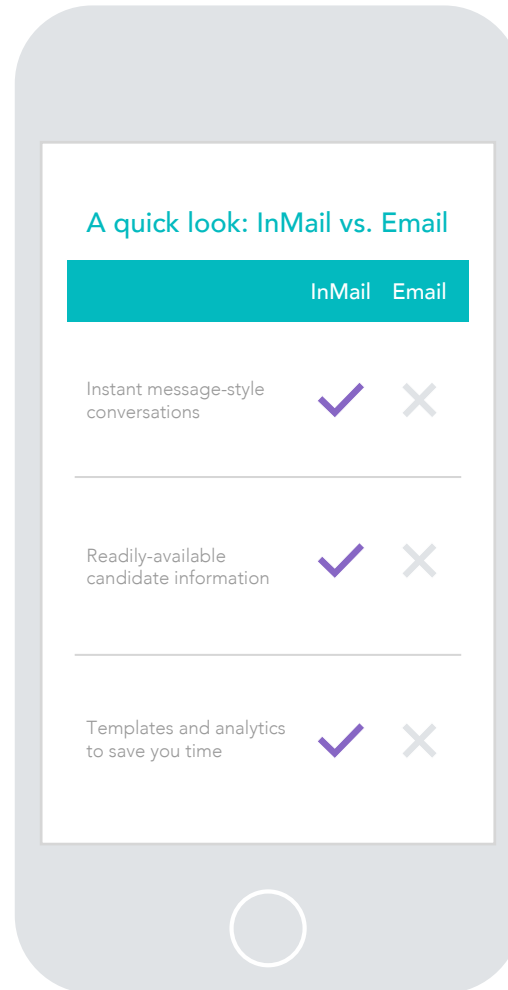 A quick look: InMail vs. Email
InMail Email
Instant message-style
conversations
Readily-available
candidate information
Templates and analytics
to save you time